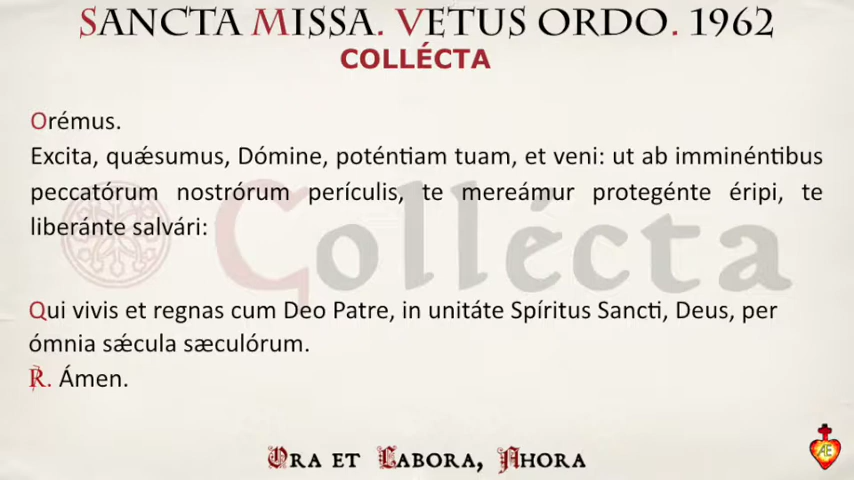 SANCTA MISSA. VETUS ORDO. 1962
COLLÉCTA
Orémus.
Excita, quǽsumus, Dómine, poténtiam tuam, et veni: ut ab imminéntibus
peccatórum nostrórum perículis, te mereámur protegénte éripi, te
liberánte salvári:
Collécta
Qui vivis et regnas cum Deo Patre, in unitáte Spíritus Sancti, Deus, per
ómnia sǽcula sæculórum.
℟. Ámen.
ORA ET LABORA, AHORA
AE